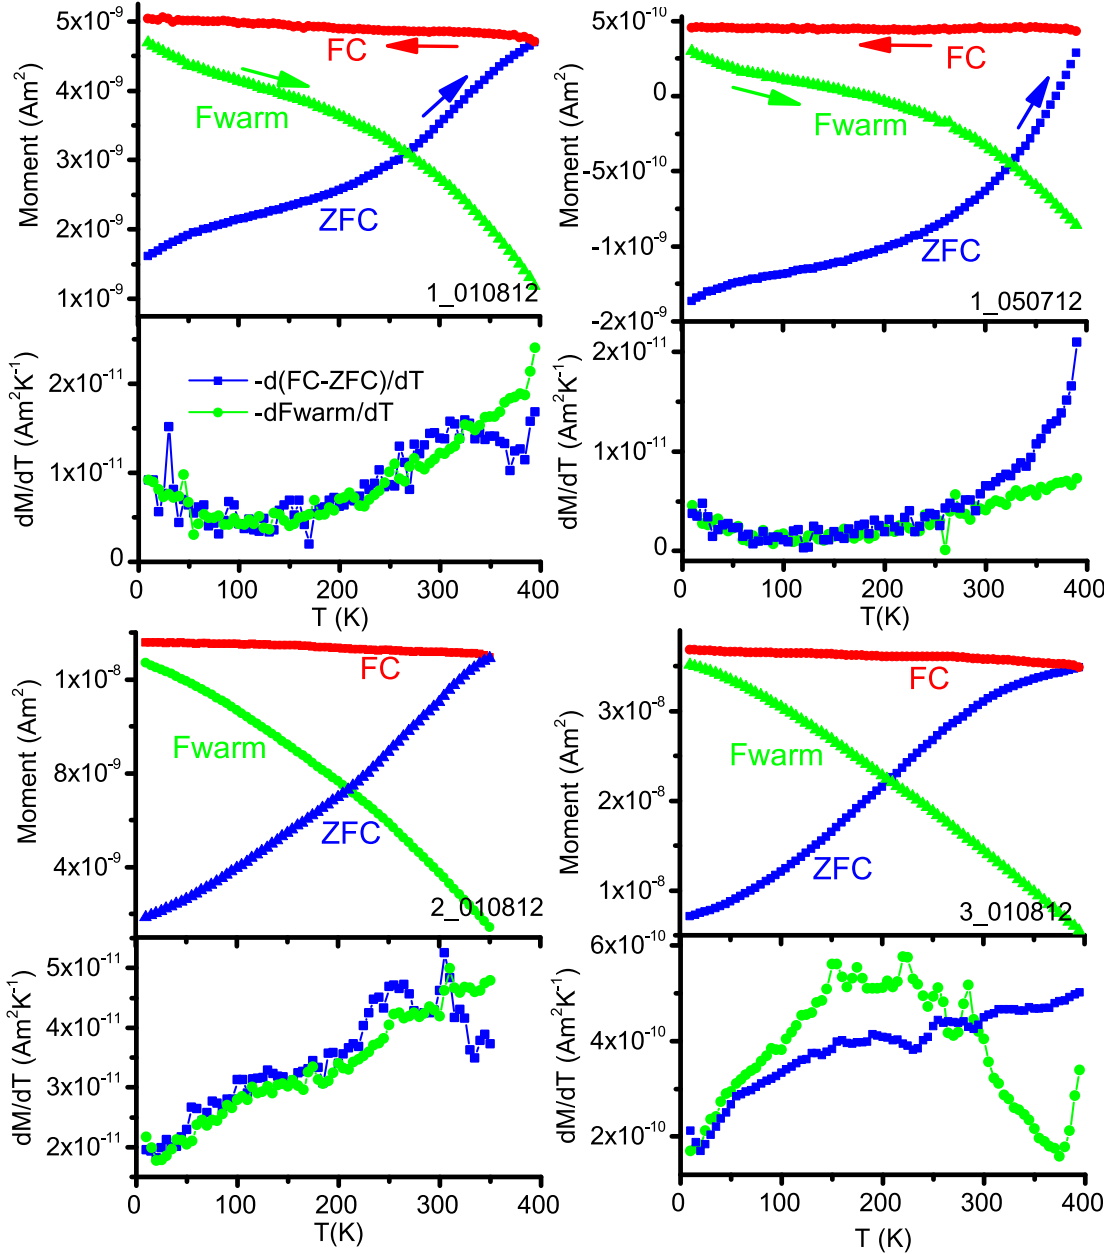 5x10⁻⁹
4x10⁻⁹
3x10⁻⁹
2x10⁻⁹
1x10⁻⁹
Moment (Am²)
FC
Fwarm
ZFC
1_010812
2x10⁻¹¹
1x10⁻¹¹
0
dM/dT (Am²K⁻¹)
-d(FC-ZFC)/dT
-dFwarm/dT
0 100 200 300 400
T (K)
5x10⁻¹⁰
0
-5x10⁻¹⁰
-1x10⁻⁹
-2x10⁻⁹
Moment (Am²)
FC
Fwarm
ZFC
1_050712
2x10⁻¹¹
1x10⁻¹¹
0
dM/dT (Am²K⁻¹)
0 100 200 300 400
T (K)
1x10⁻⁸
8x10⁻⁹
4x10⁻⁹
Moment (Am²)
FC
Fwarm
ZFC
2_010812
5x10⁻¹¹
4x10⁻¹¹
3x10⁻¹¹
2x10⁻¹¹
dM/dT (Am²K⁻¹)
0 100 200 300 400
T(K)
3x10⁻⁸
2x10⁻⁸
1x10⁻⁸
Moment (Am²)
FC
Fwarm
ZFC
3_010812
6x10⁻¹⁰
4x10⁻¹⁰
2x10⁻¹⁰
dM/dT (Am²K⁻¹)
0 100 200 300 400
T (K)